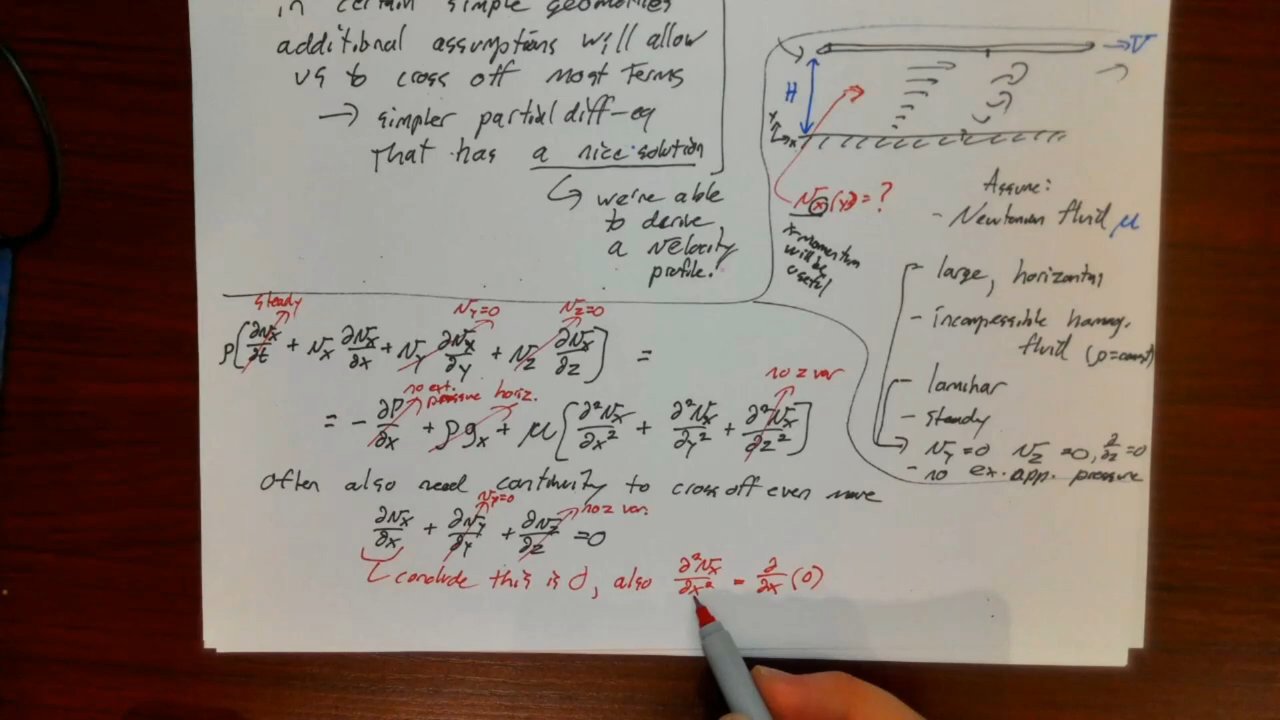 in certain simple geometries
additional assumptions will allow
us to cross off most terms
→ simpler partial diff-eq
that has a nice solution
↳ we're able
to derive
a velocity
profile.
→ V
H
y
x
Vx(y) = ?
x-momentum
will be
useful
Assume:
- Newtonian fluid μ
- large, horizontal
- incompressible homog.
fluid (ρ=const)
- laminar
- steady
→ Vy=0 Vz=0, ∂/∂z=0
- no ex. app. pressure
steady Vy=0 Vz=0
ρ[∂Vx/∂t + Vx ∂Vx/∂x + Vy ∂Vx/∂y + Vz ∂Vx/∂z] =
no ext. pressure horiz. no z var
= - ∂P/∂x + ρgx + μ[∂²Vx/∂x² + ∂²Vx/∂y² + ∂²Vx/∂z²]
Often also need continuity to cross off even more
Vy=0 no z var.
∂Vx/∂x + ∂Vy/∂y + ∂Vz/∂z = 0
conclude this is 0, also ∂²Vx/∂x² = ∂/∂x (0)